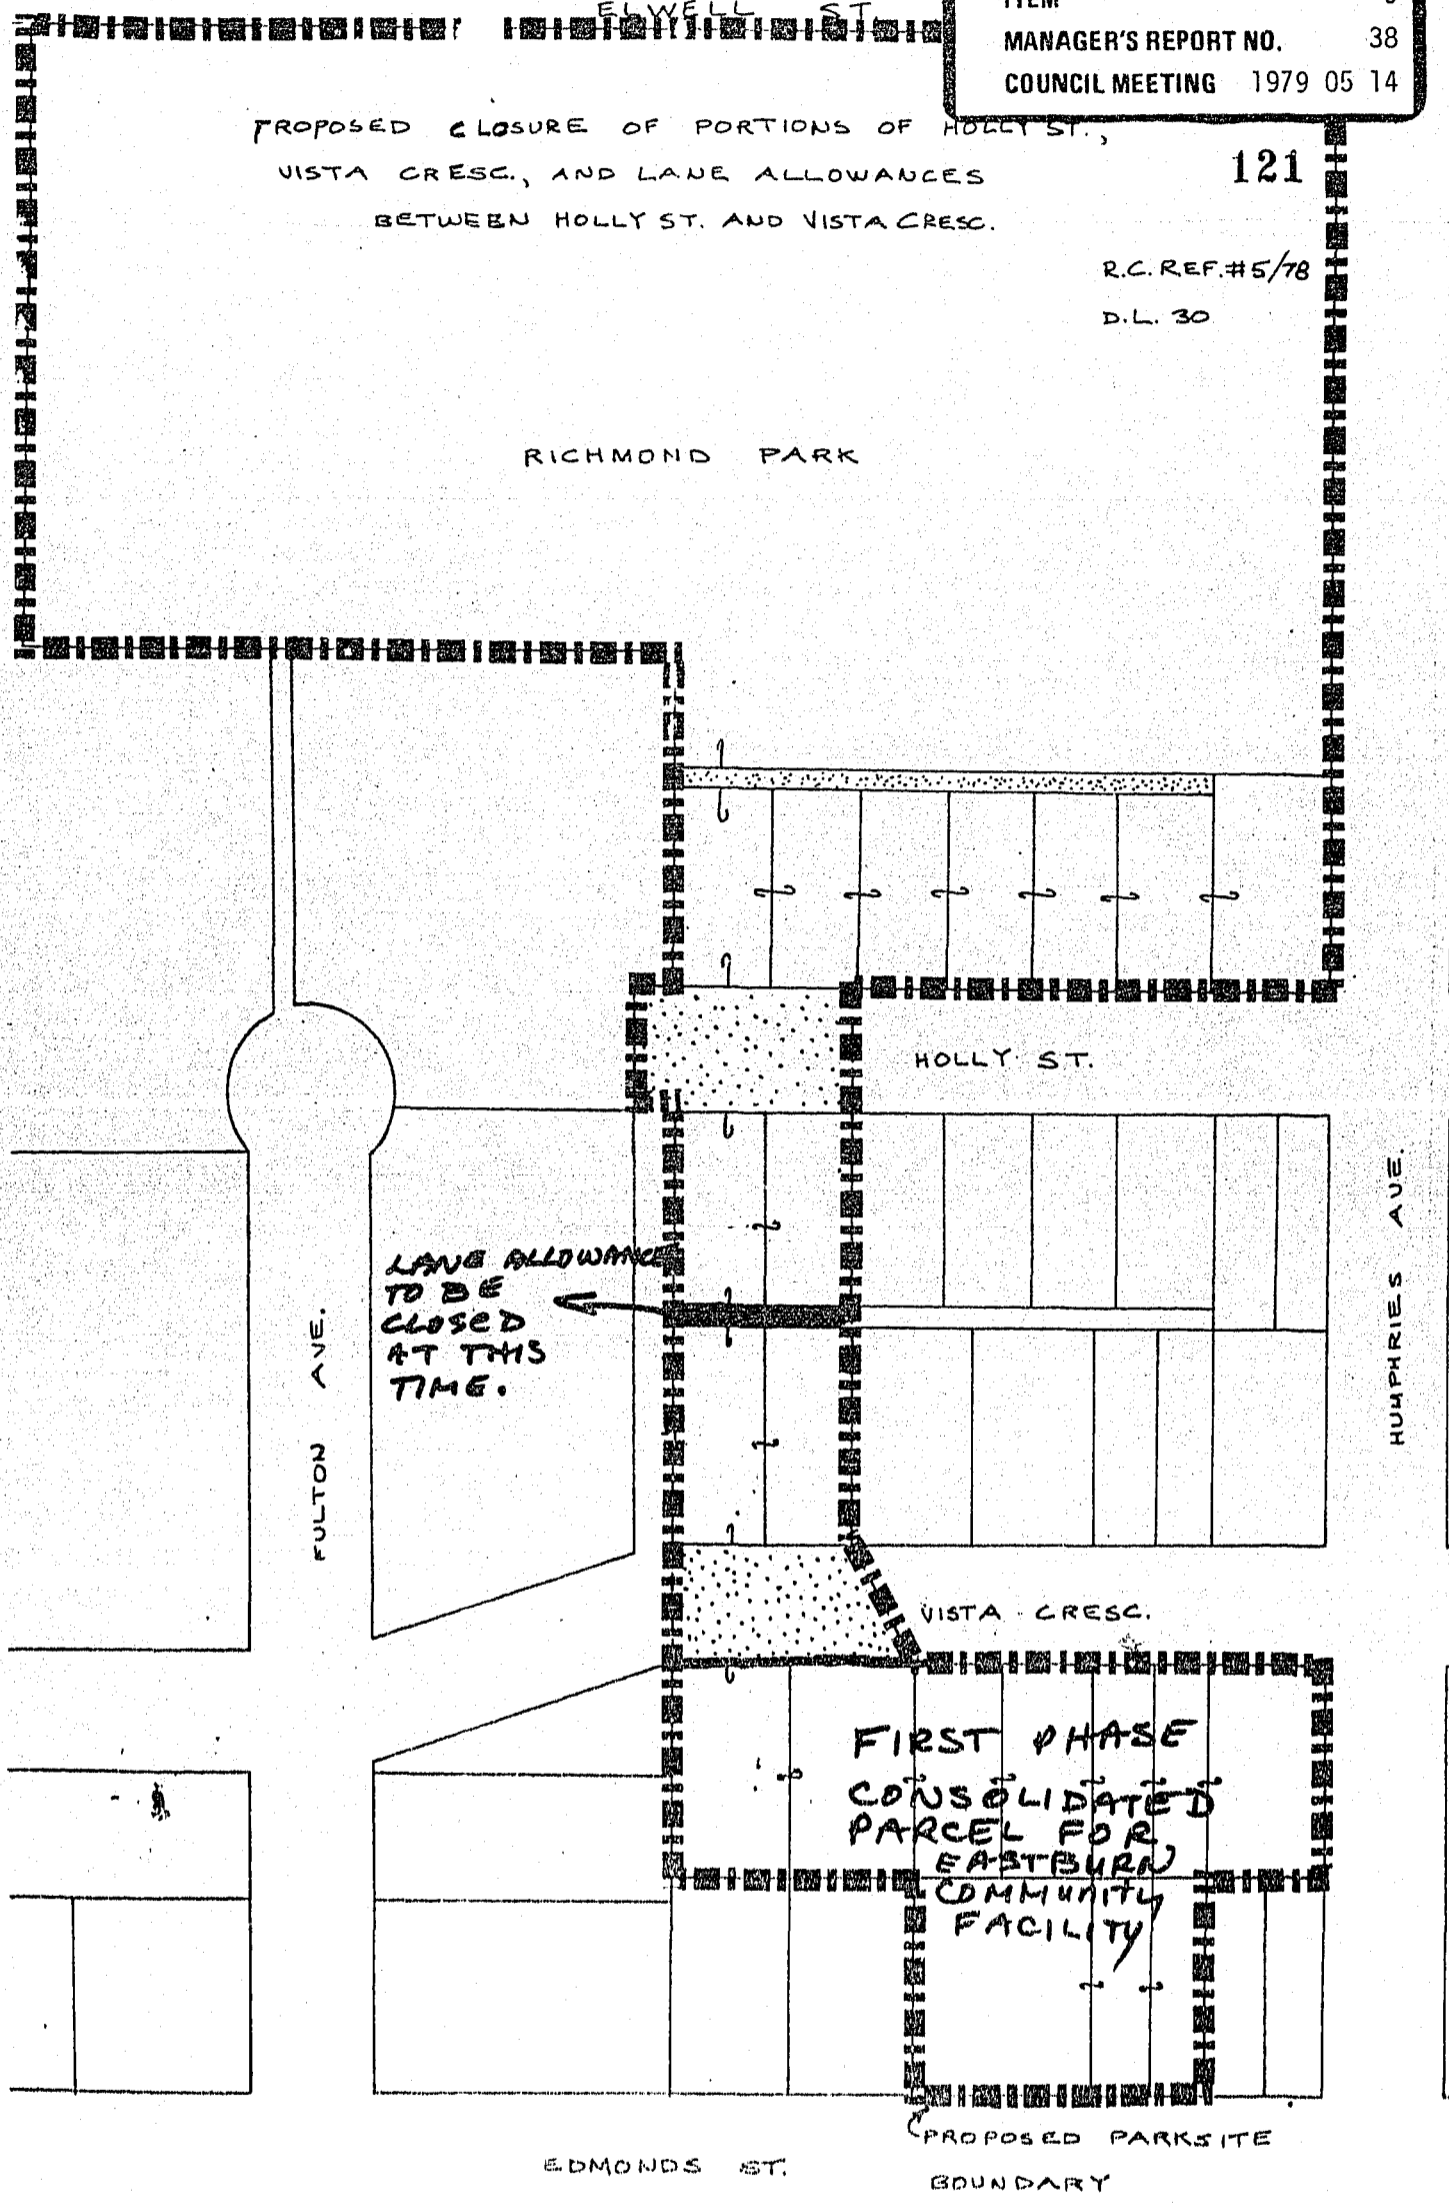 ELWELL ST.
ITEM
MANAGER'S REPORT NO. 38
COUNCIL MEETING 1979 05 14
PROPOSED CLOSURE OF PORTIONS OF HOLLY ST.,
VISTA CRESC., AND LANE ALLOWANCES
BETWEEN HOLLY ST. AND VISTA CRESC.
121
R.C. REF. #5/78
D.L. 30
RICHMOND PARK
HOLLY ST.
HUMPHRIES AVE.
LANE ALLOWANCE
TO BE
CLOSED
AT THIS
TIME.
FULTON AVE.
VISTA CRESC.
FIRST PHASE
CONSOLIDATED
PARCEL FOR
EASTBURN
COMMUNITY
FACILITY
PROPOSED PARKSITE
BOUNDARY
EDMONDS ST.